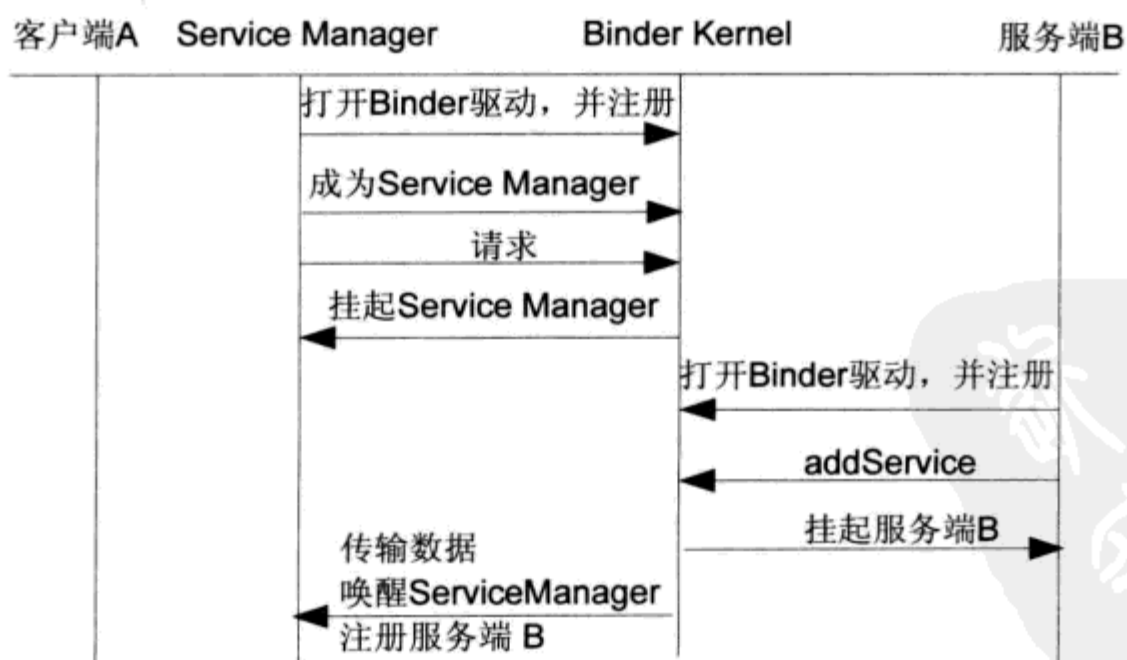 客户端A Service Manager Binder Kernel 服务端B
打开Binder驱动，并注册
成为Service Manager
请求
挂起Service Manager
打开Binder驱动，并注册
addService
挂起服务端B
传输数据
唤醒ServiceManager
注册服务端 B